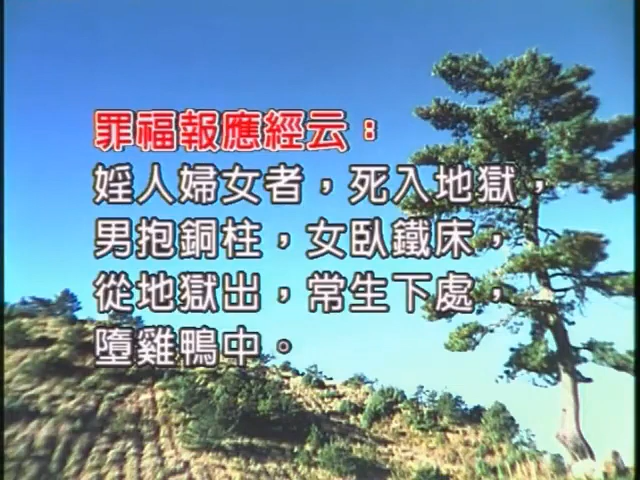 罪福報應經云：
婬人婦女者，死入地獄，
男抱銅柱，女臥鐵床，
從地獄出，常生下處，
墮雞鴨中。